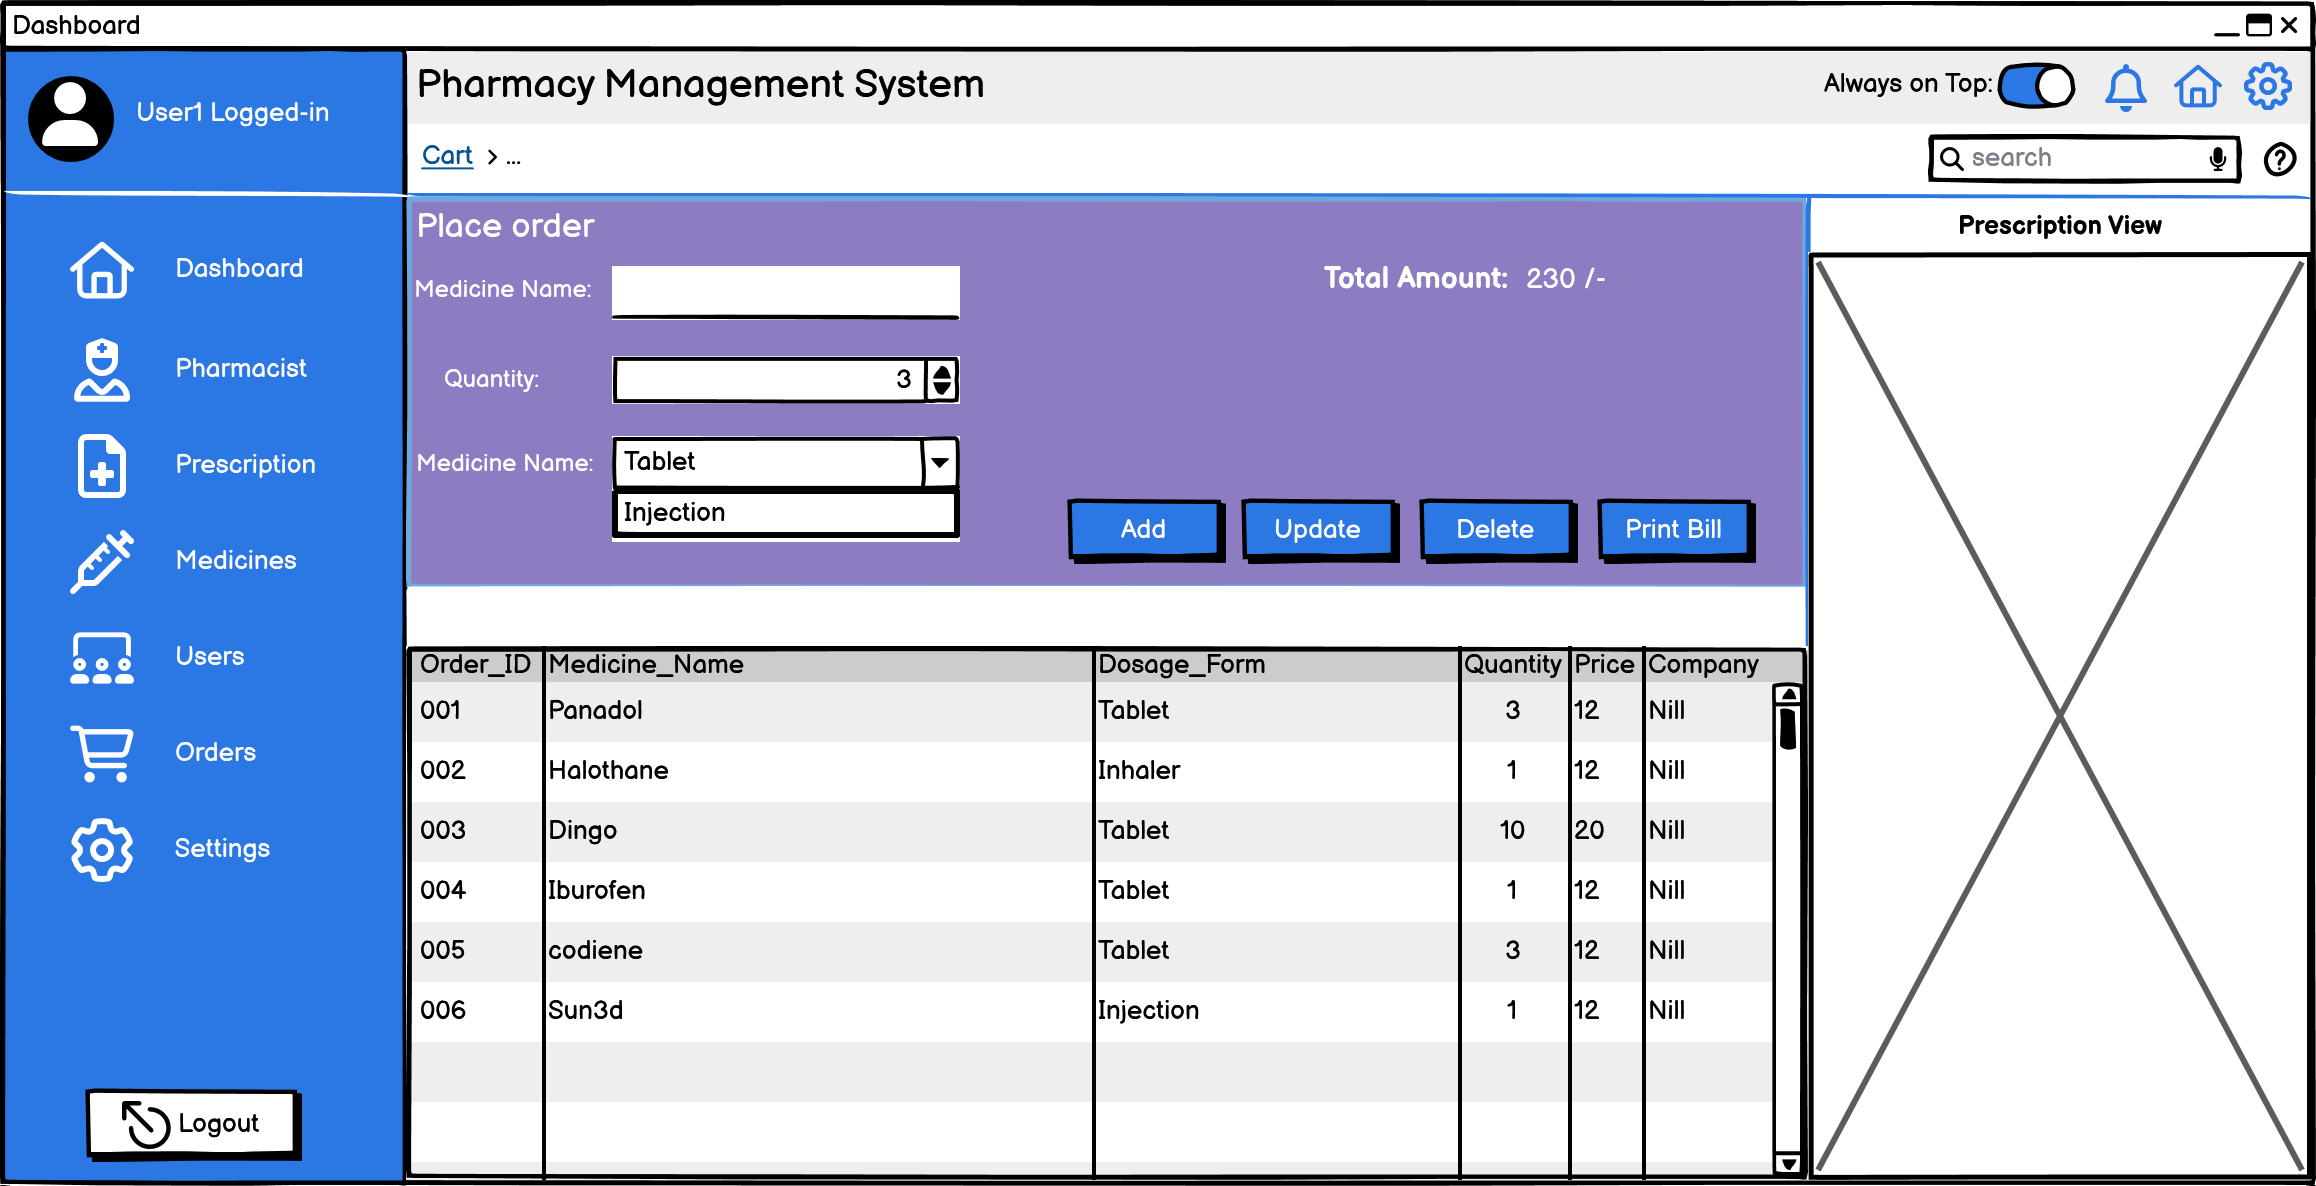 Dashboard
User1 Logged-in
Pharmacy Management System
Always on Top:
Cart > ...
search
Dashboard
Pharmacist
Prescription
Medicines
Users
Orders
Settings
Logout
Place order
Medicine Name:
Total Amount: 230 /-
Quantity: 3
Medicine Name: Tablet
Injection
Add Update Delete Print Bill
Prescription View
Order_ID Medicine_Name Dosage_Form Quantity Price Company
001 Panadol Tablet 3 12 Nill
002 Halothane Inhaler 1 12 Nill
003 Dingo Tablet 10 20 Nill
004 Iburofen Tablet 1 12 Nill
005 codiene Tablet 3 12 Nill
006 Sun3d Injection 1 12 Nill